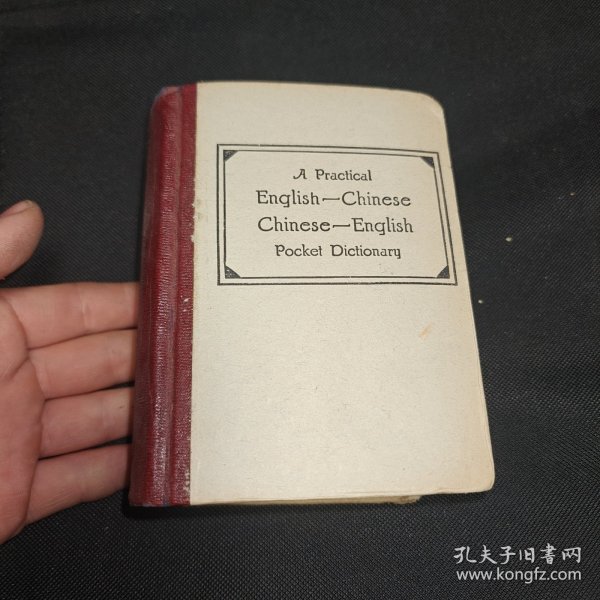 A Practical
English—Chinese
Chinese—English
Pocket Dictionary
孔夫子旧书网
www.kongfz.com